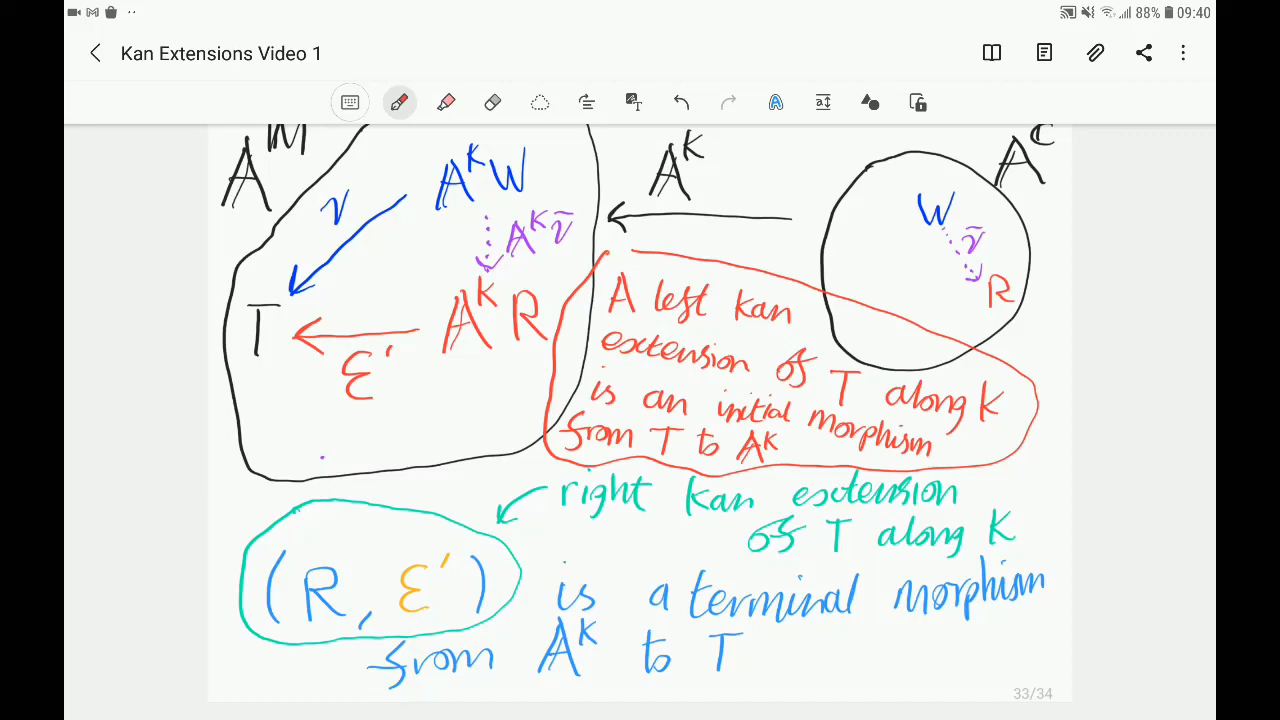 88% 09:40
Kan Extensions Video 1
A^M
A^K W
ν
A^K ν̄
A^K
A^C
W
ν̄
R
T
A^K R
ε'
A left kan
extension of T along K
is an initial morphism
from T to A^K
right kan extension
of T along K
(R, ε') is a terminal morphism
from A^K to T
33/34